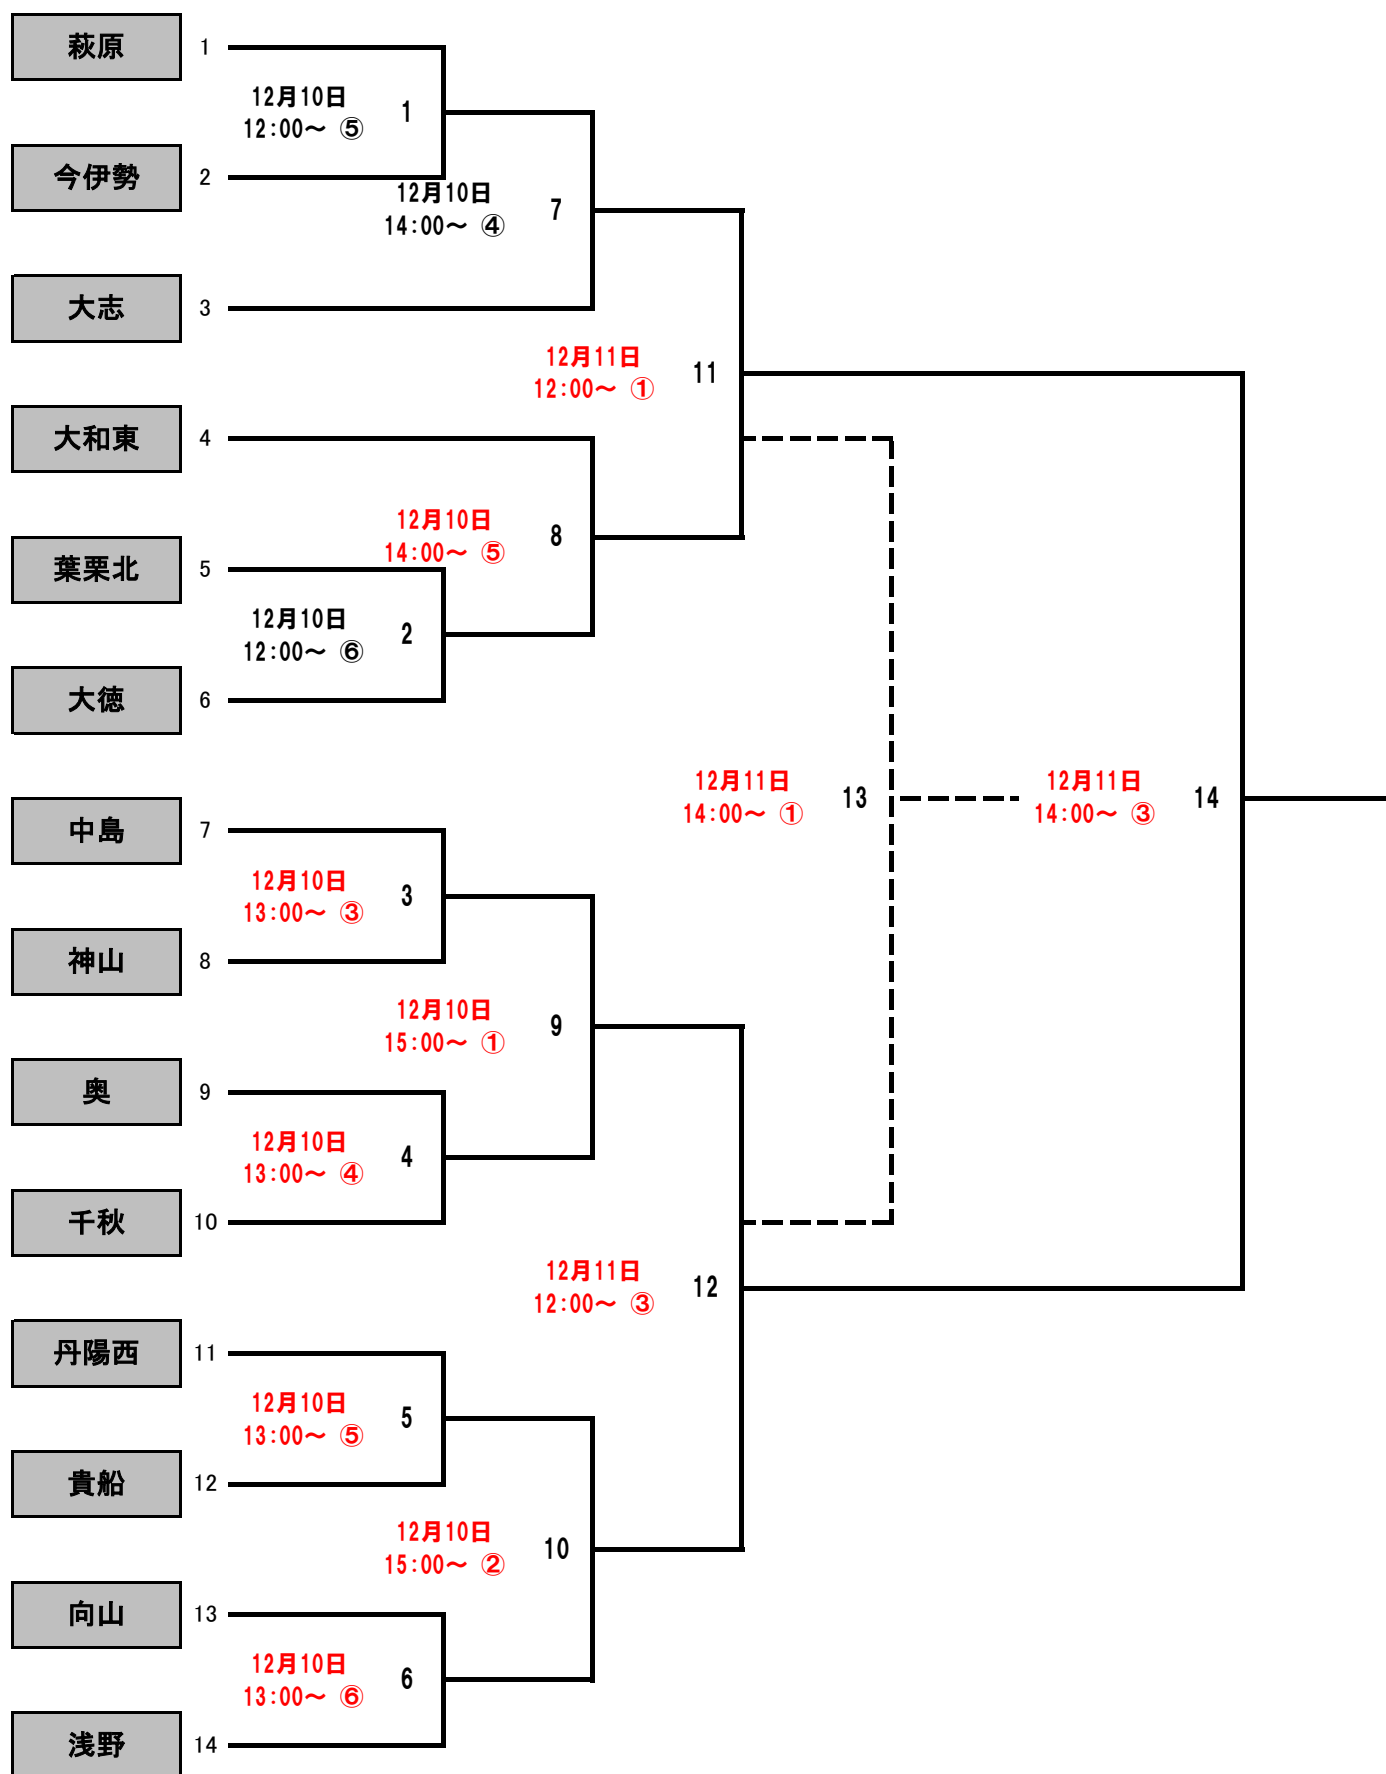 萩原 1
12月10日
12:00～ ⑤ 1
今伊勢 2
12月10日
14:00～ ④ 7
大志 3
12月11日
12:00～ ① 11
大和東 4
12月10日
14:00～ ⑤ 8
葉栗北 5
12月10日
12:00～ ⑥ 2
大徳 6
12月11日
14:00～ ① 13
12月11日
14:00～ ③ 14
中島 7
12月10日
13:00～ ③ 3
神山 8
12月10日
15:00～ ① 9
奥 9
12月10日
13:00～ ④ 4
千秋 10
12月11日
12:00～ ③ 12
丹陽西 11
12月10日
13:00～ ⑤ 5
貴船 12
12月10日
15:00～ ② 10
向山 13
12月10日
13:00～ ⑥ 6
浅野 14